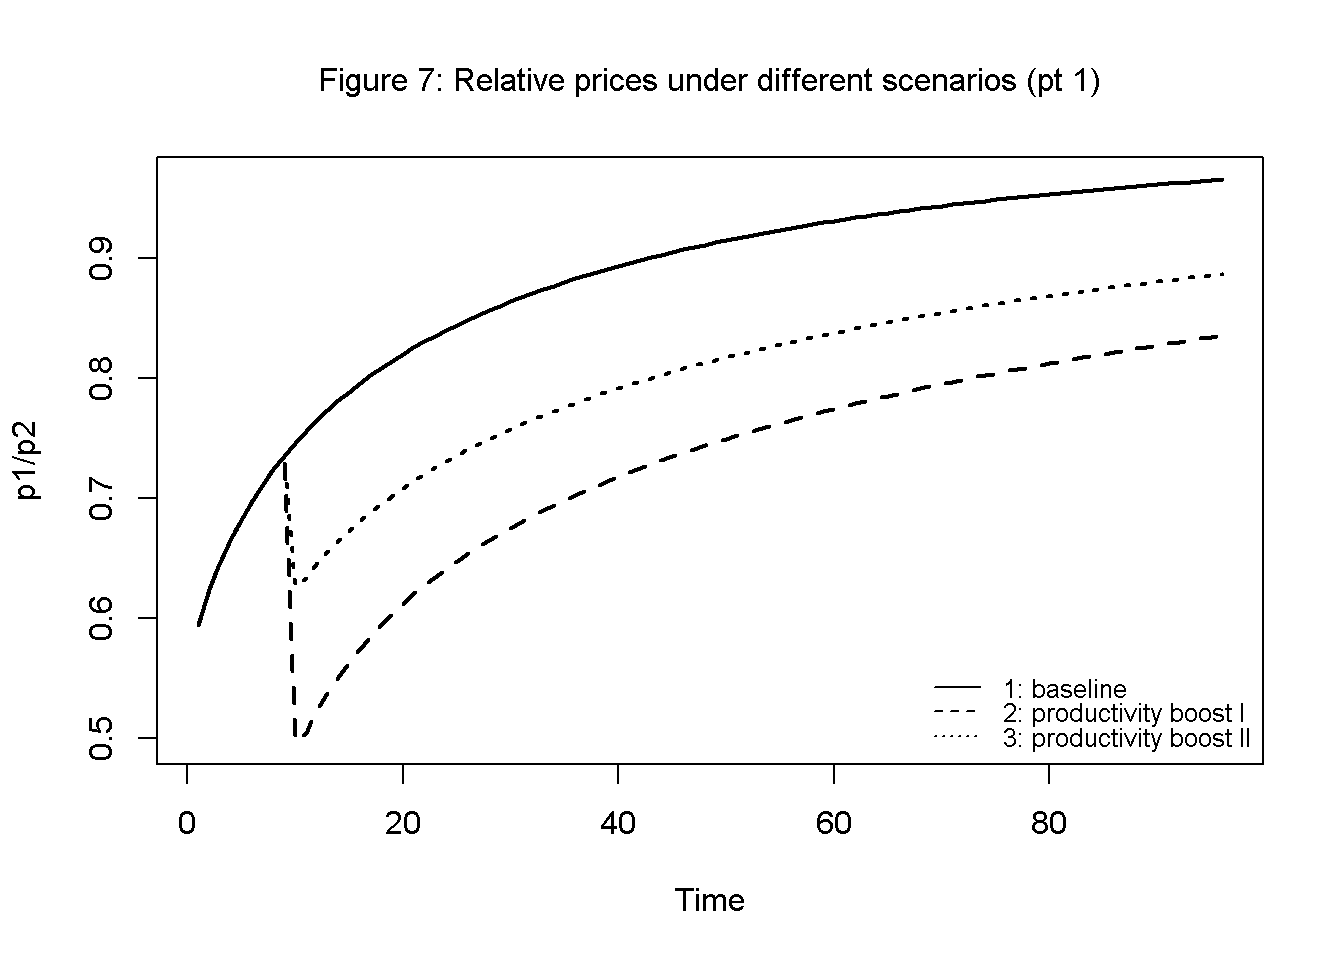 Figure 7: Relative prices under different scenarios (pt 1)
p1/p2
0.9
0.8
0.7
0.6
0.5
1: baseline
2: productivity boost I
3: productivity boost II
0 20 40 60 80
Time